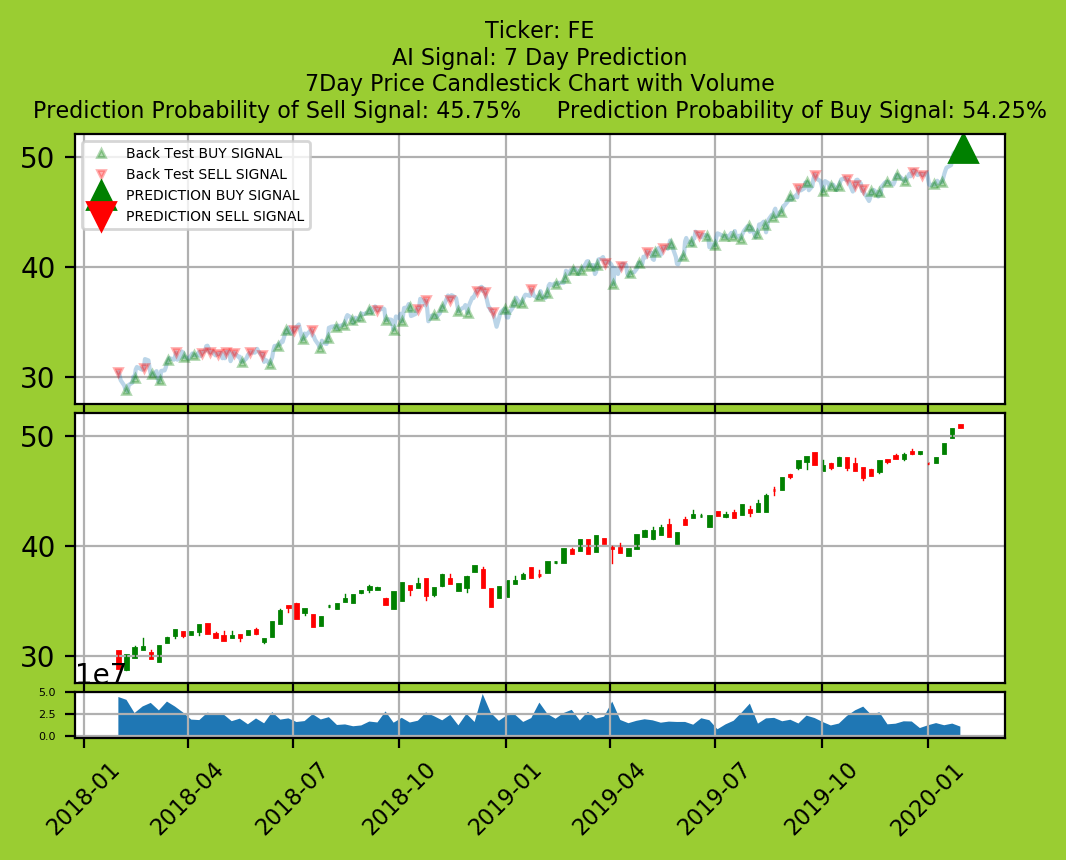 Ticker: FE
AI Signal: 7 Day Prediction
7Day Price Candlestick Chart with Volume
Prediction Probability of Sell Signal: 45.75%     Prediction Probability of Buy Signal: 54.25%
Back Test BUY SIGNAL
Back Test SELL SIGNAL
PREDICTION BUY SIGNAL
PREDICTION SELL SIGNAL
50
40
30
50
40
30
1e7
5.0
2.5
0.0
2018-01 2018-04 2018-07 2018-10 2019-01 2019-04 2019-07 2019-10 2020-01